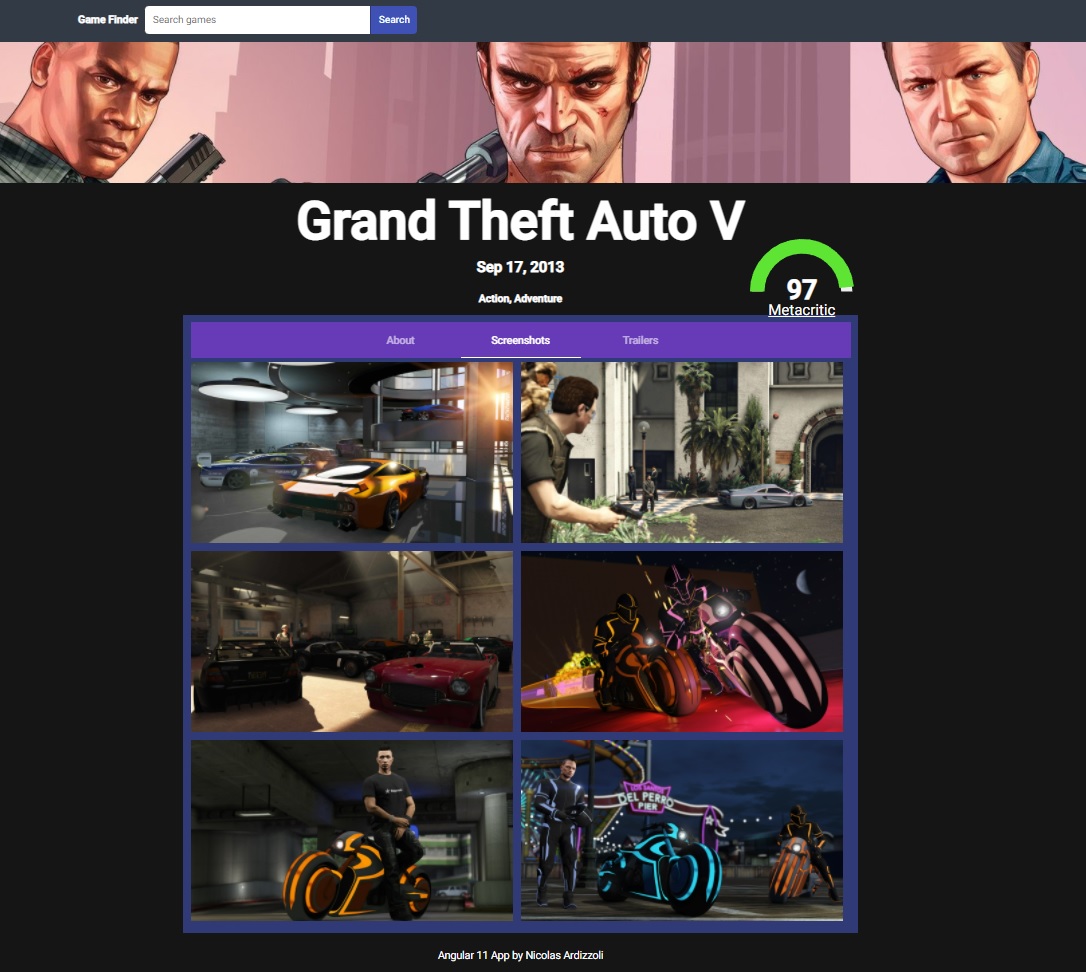 Game Finder
Search games
Search
Grand Theft Auto V
Sep 17, 2013
Action, Adventure
97
Metacritic
About
Screenshots
Trailers
LOS SANTOS
DEL PERRO
PIER
Angular 11 App by Nicolas Ardizzoli